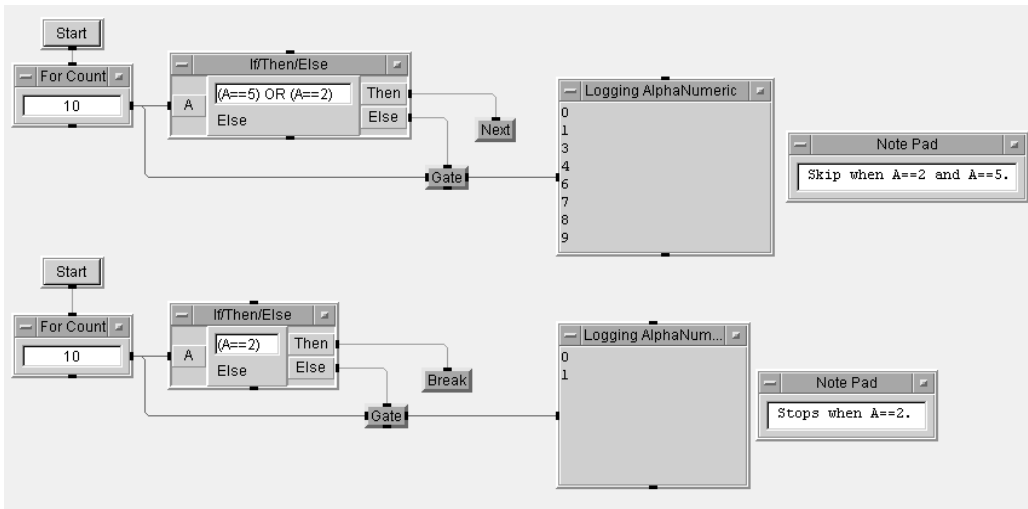 Start
For Count
10
If/Then/Else
A
(A==5) OR (A==2)
Else
Then
Else
Next
Gate
Logging AlphaNumeric
0
1
3
4
6
7
8
9
Note Pad
Skip when A==2 and A==5.
Start
For Count
10
If/Then/Else
A
(A==2)
Else
Then
Else
Break
Gate
Logging AlphaNum...
0
1
Note Pad
Stops when A==2.